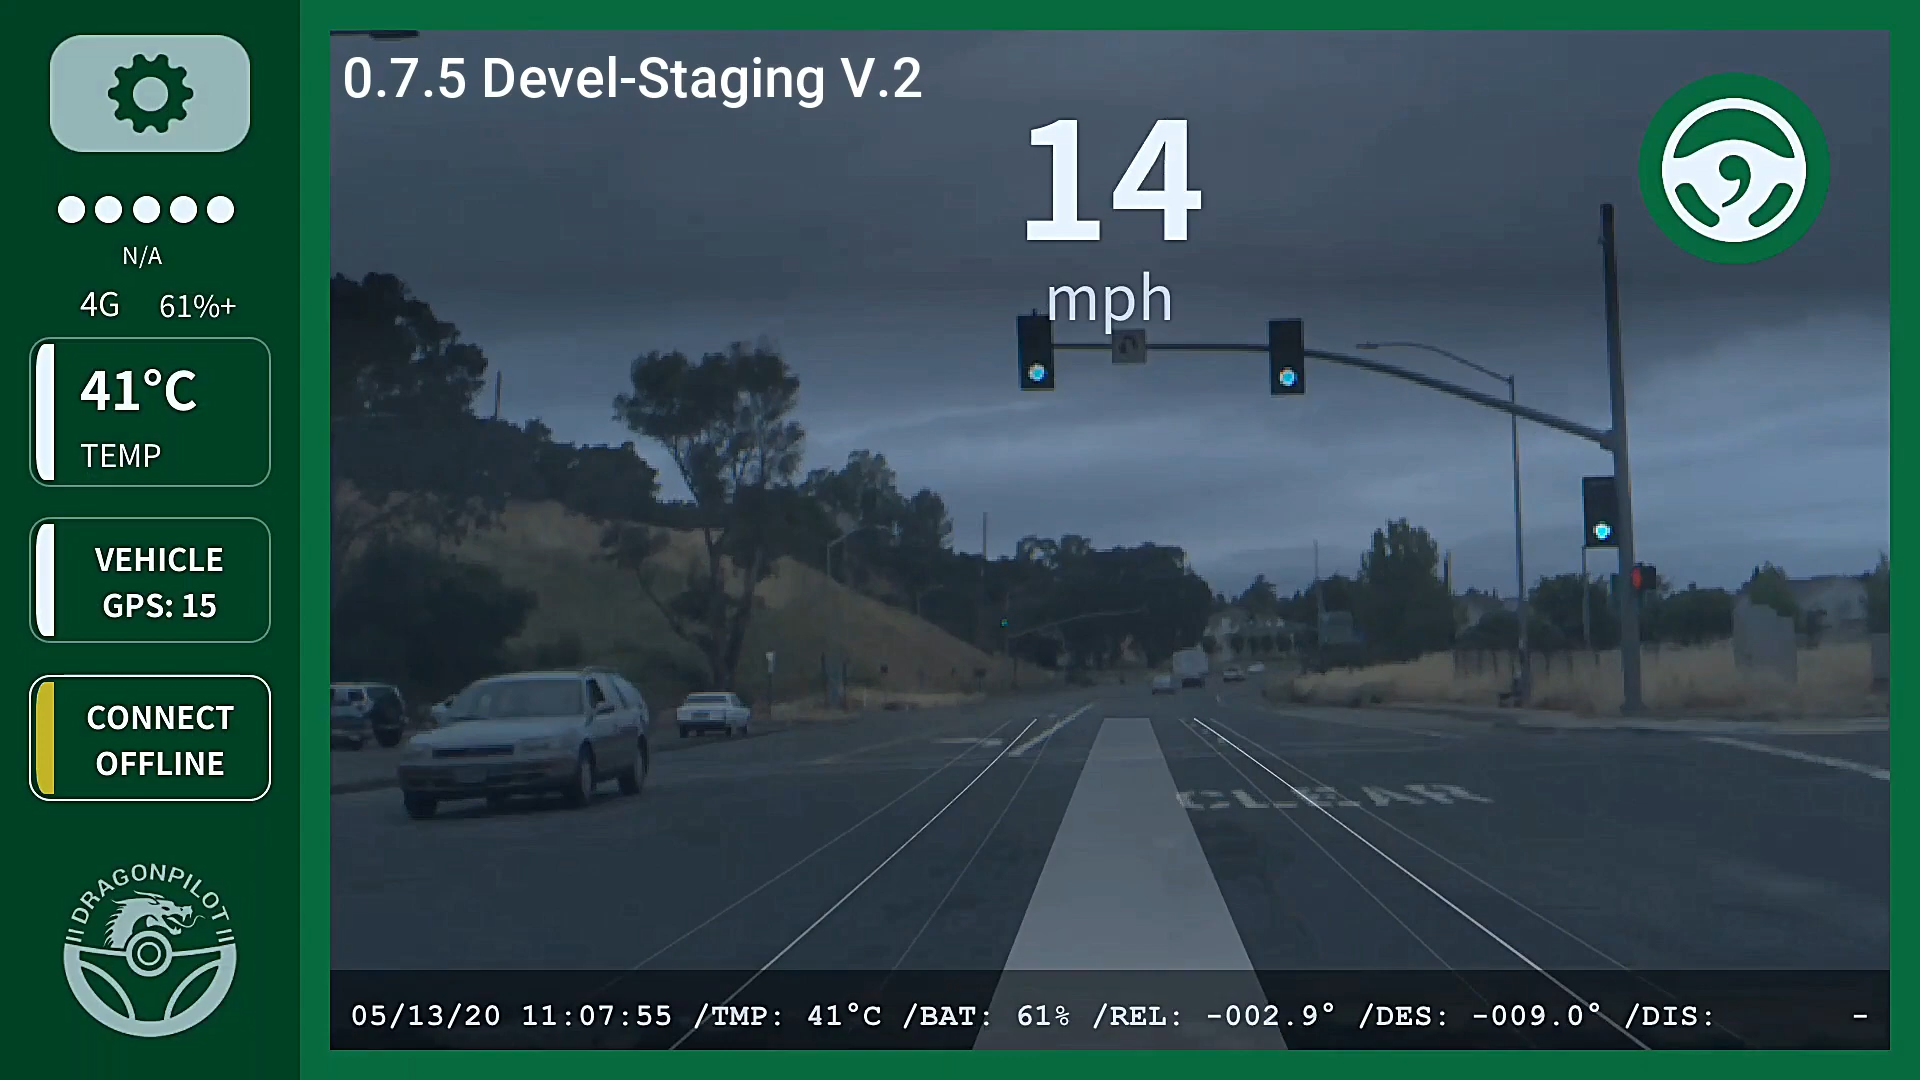 0.7.5 Devel-Staging V.2
14
mph
N/A
4G 61%+
41°C
TEMP
VEHICLE
GPS: 15
CONNECT
OFFLINE
DRAGONPILOT
CLEAR
05/13/20 11:07:55 /TMP: 41°C /BAT: 61% /REL: -002.9° /DES: -009.0° /DIS: -